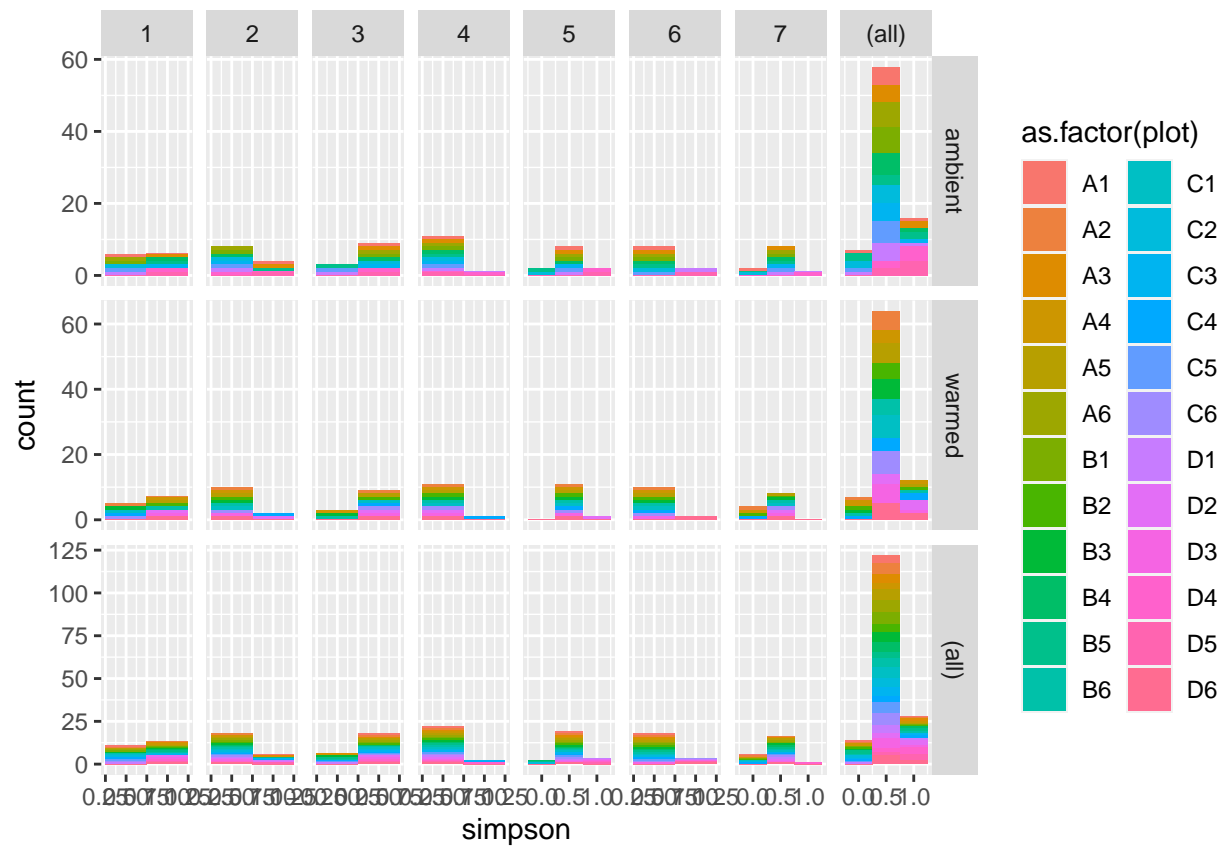 1 2 3 4 5 6 7 (all)
60
40
20
0
ambient
60
40
20
0
warmed
125
100
75
50
25
0
(all)
count
0.0 0.5 1.0
0.0 0.5 1.0
0.0 0.5 1.0
simpson
as.factor(plot)
A1 C1
A2 C2
A3 C3
A4 C4
A5 C5
A6 C6
B1 D1
B2 D2
B3 D3
B4 D4
B5 D5
B6 D6